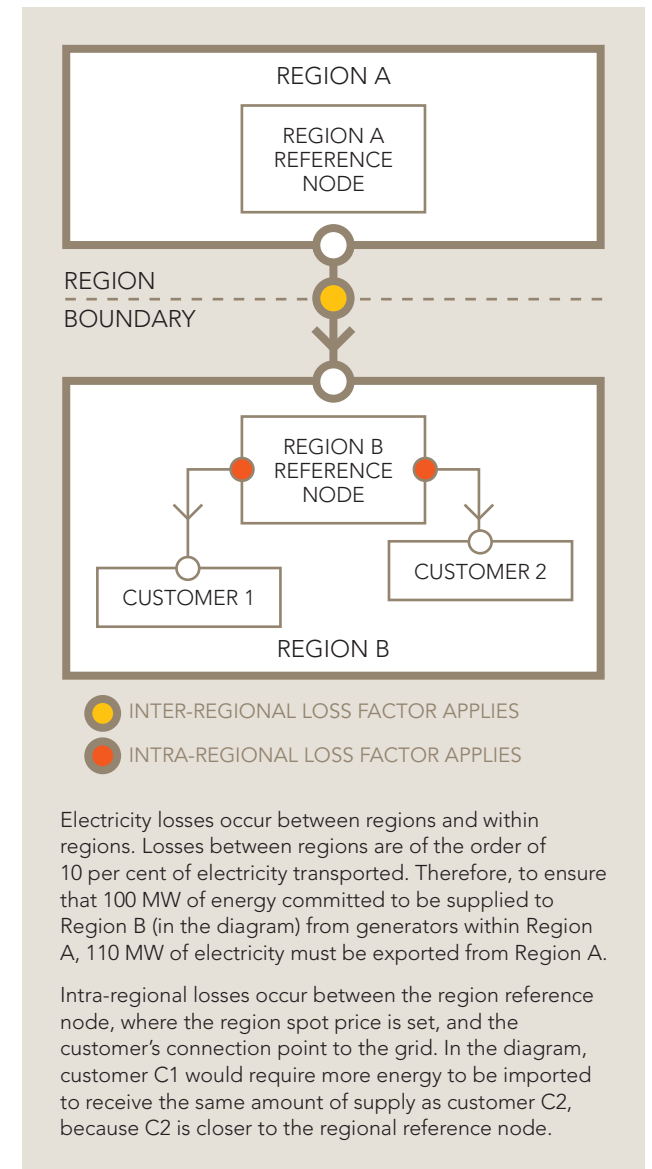 REGION A
REGION A
REFERENCE
NODE
REGION
BOUNDARY
REGION B
REFERENCE
NODE
CUSTOMER 1
CUSTOMER 2
REGION B
INTER-REGIONAL LOSS FACTOR APPLIES
INTRA-REGIONAL LOSS FACTOR APPLIES
Electricity losses occur between regions and within
regions. Losses between regions are of the order of
10 per cent of electricity transported. Therefore, to ensure
that 100 MW of energy committed to be supplied to
Region B (in the diagram) from generators within Region
A, 110 MW of electricity must be exported from Region A.
Intra-regional losses occur between the region reference
node, where the region spot price is set, and the
customer’s connection point to the grid. In the diagram,
customer C1 would require more energy to be imported
to receive the same amount of supply as customer C2,
because C2 is closer to the regional reference node.